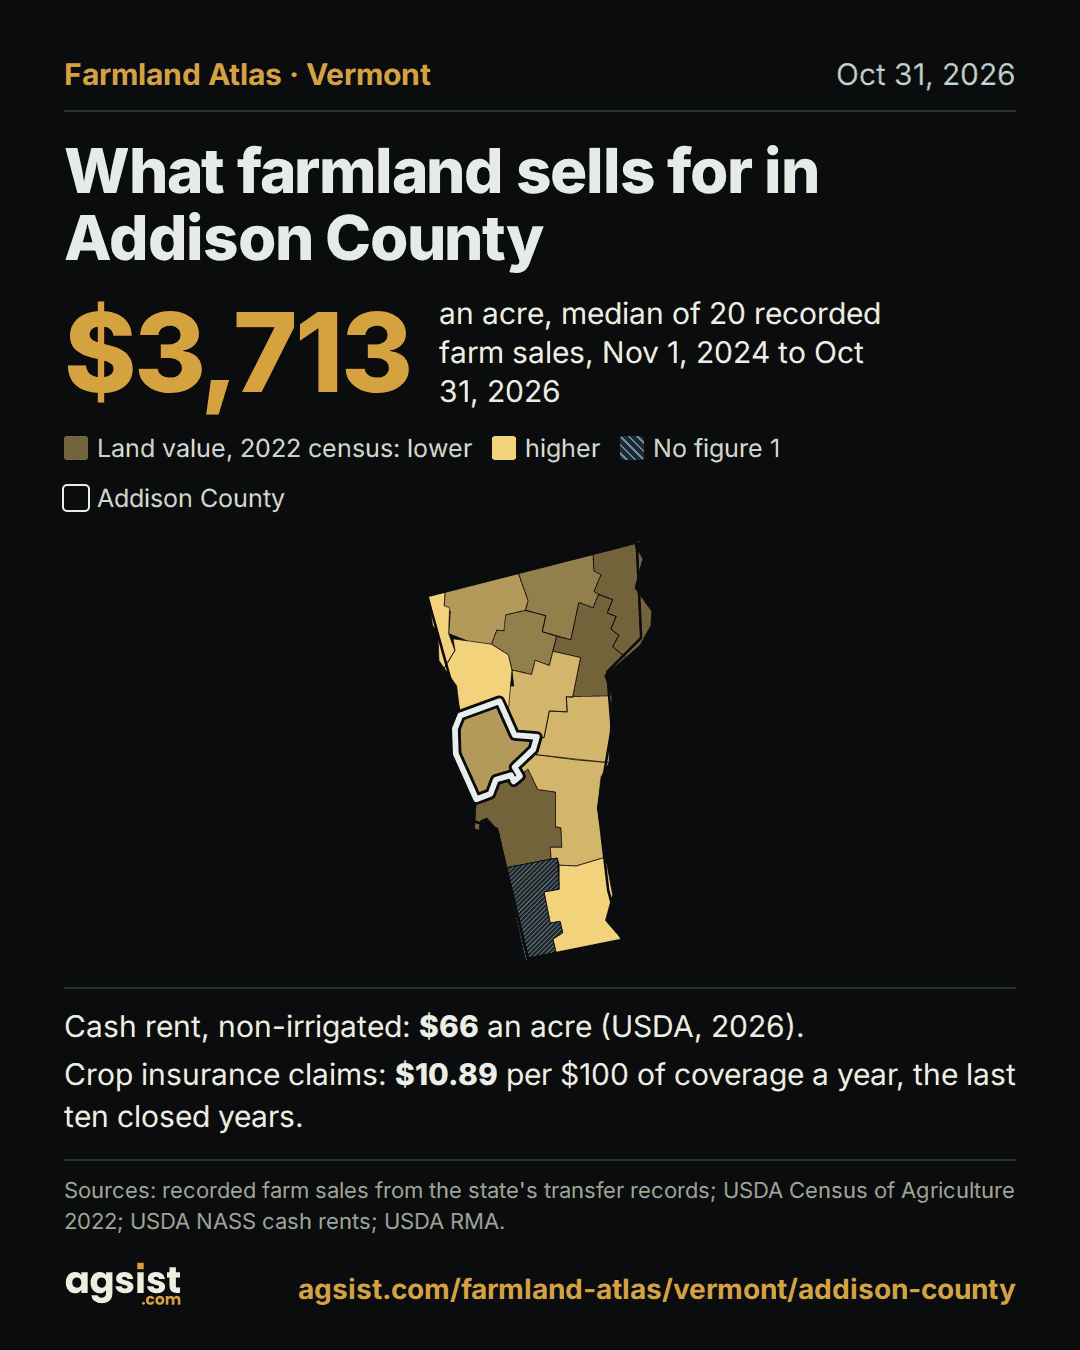 Farmland Atlas · Vermont
Oct 31, 2026
What farmland sells for in
Addison County
$3,713
an acre, median of 20 recorded
farm sales, Nov 1, 2024 to Oct
31, 2026
Land value, 2022 census: lower
higher
No figure 1
Addison County
Cash rent, non-irrigated: $66 an acre (USDA, 2026).
Crop insurance claims: $10.89 per $100 of coverage a year, the last
ten closed years.
Sources: recorded farm sales from the state's transfer records; USDA Census of Agriculture
2022; USDA NASS cash rents; USDA RMA.
agsist
.com
agsist.com/farmland-atlas/vermont/addison-county